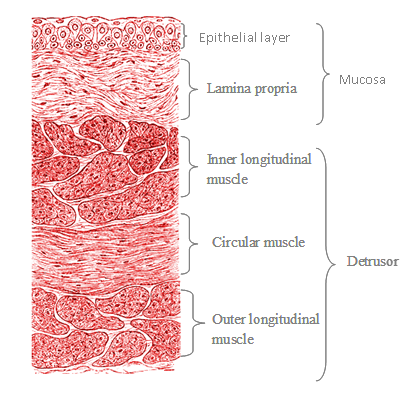 Epithelial layer
Mucosa
Lamina propria
Inner longitudinal
muscle
Circular muscle
Detrusor
Outer longitudinal
muscle